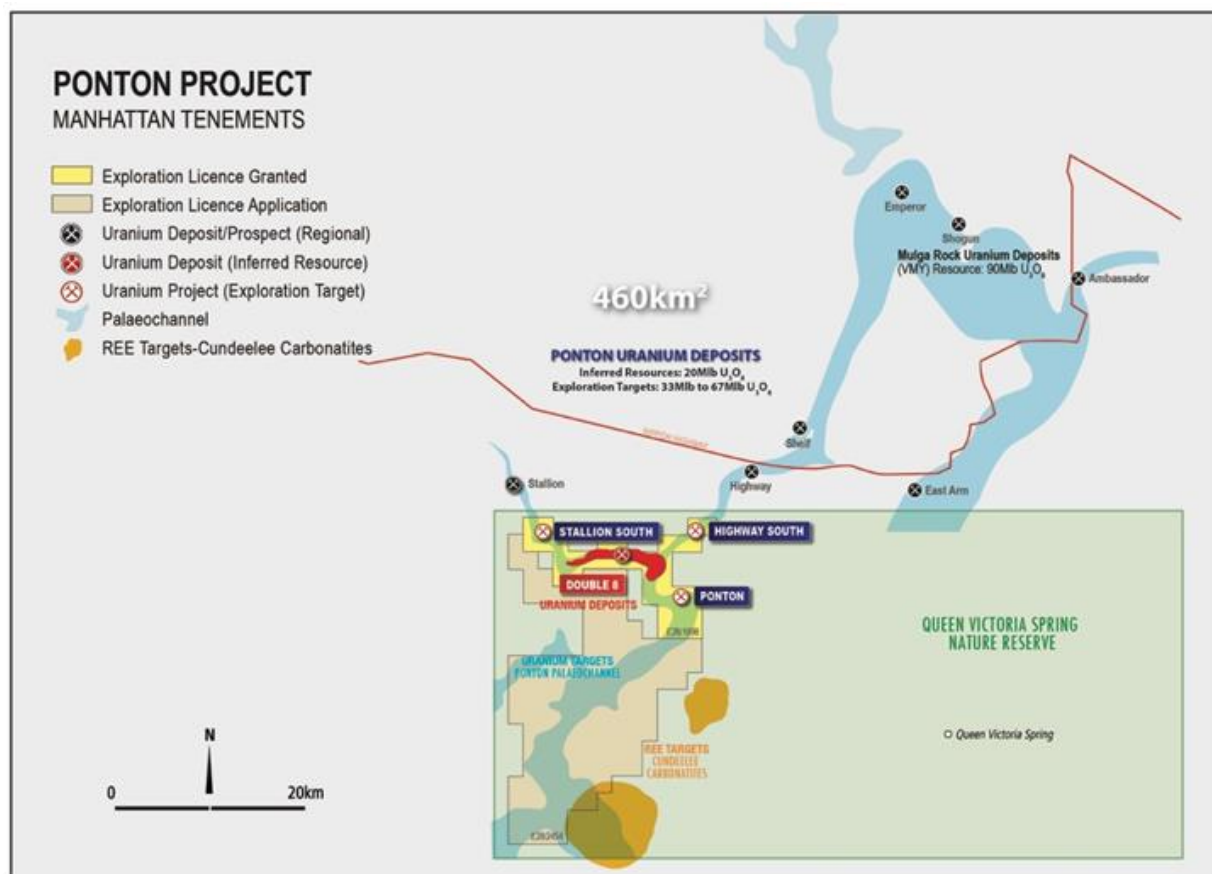 PONTON PROJECT
MANHATTAN TENEMENTS
Exploration Licence Granted
Exploration Licence Application
Uranium Deposit/Prospect (Regional)
Uranium Deposit (Inferred Resource)
Uranium Project (Exploration Target)
Palaeochannel
REE Targets-Cundeelee Carbonatites
Emperor
Shogun
Mulga Rock Uranium Deposits
(VMY) Resource: 90Mlb U₃O₈
Ambassador
460km²
PONTON URANIUM DEPOSITS
Inferred Resources: 20Mlb U₃O₈
Exploration Targets: 33Mlb to 67Mlb U₃O₈
Shelf
Highway
East Arm
Stallion
STALLION SOUTH
HIGHWAY SOUTH
DOUBLE 8
URANIUM DEPOSITS
PONTON
QUEEN VICTORIA SPRING
NATURE RESERVE
URANIUM TARGETS
PONTON PALAEOCHANNEL
Queen Victoria Spring
REE TARGETS
CUNDEELEE
CARBONATITES
N
0 20km